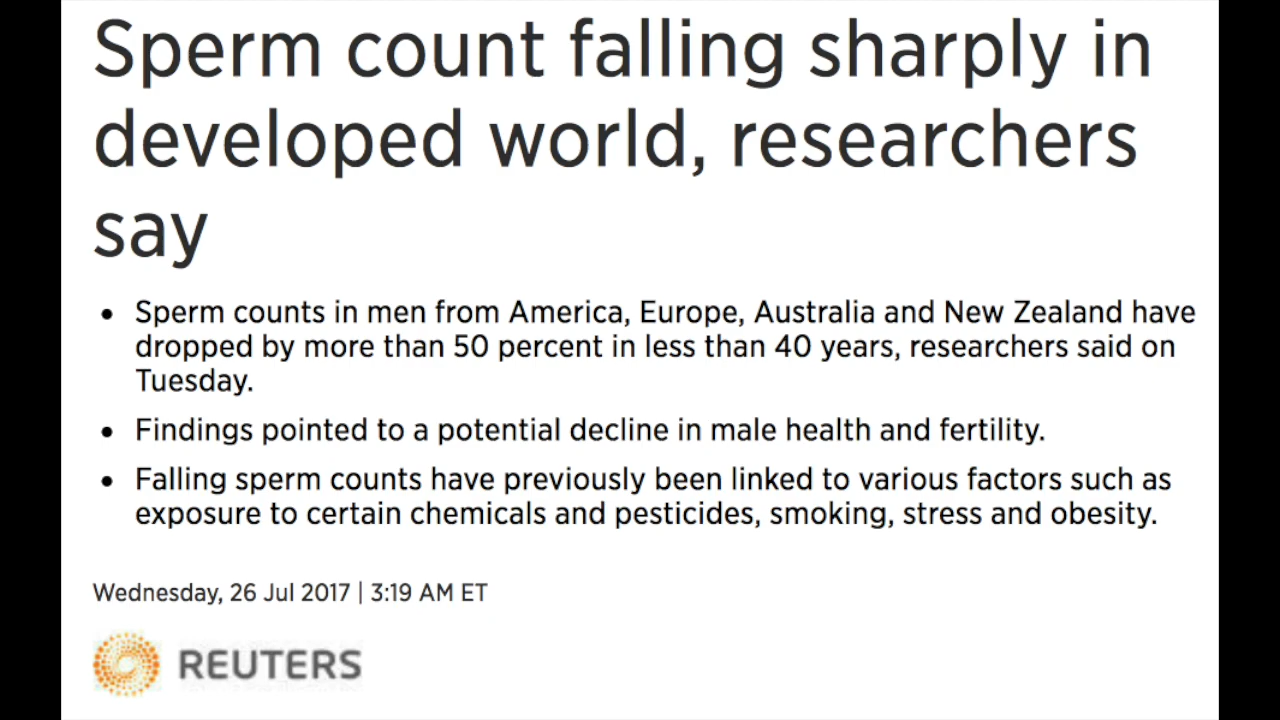 Sperm count falling sharply in
developed world, researchers
say
• Sperm counts in men from America, Europe, Australia and New Zealand have
dropped by more than 50 percent in less than 40 years, researchers said on
Tuesday.
• Findings pointed to a potential decline in male health and fertility.
• Falling sperm counts have previously been linked to various factors such as
exposure to certain chemicals and pesticides, smoking, stress and obesity.
Wednesday, 26 Jul 2017 | 3:19 AM ET
REUTERS